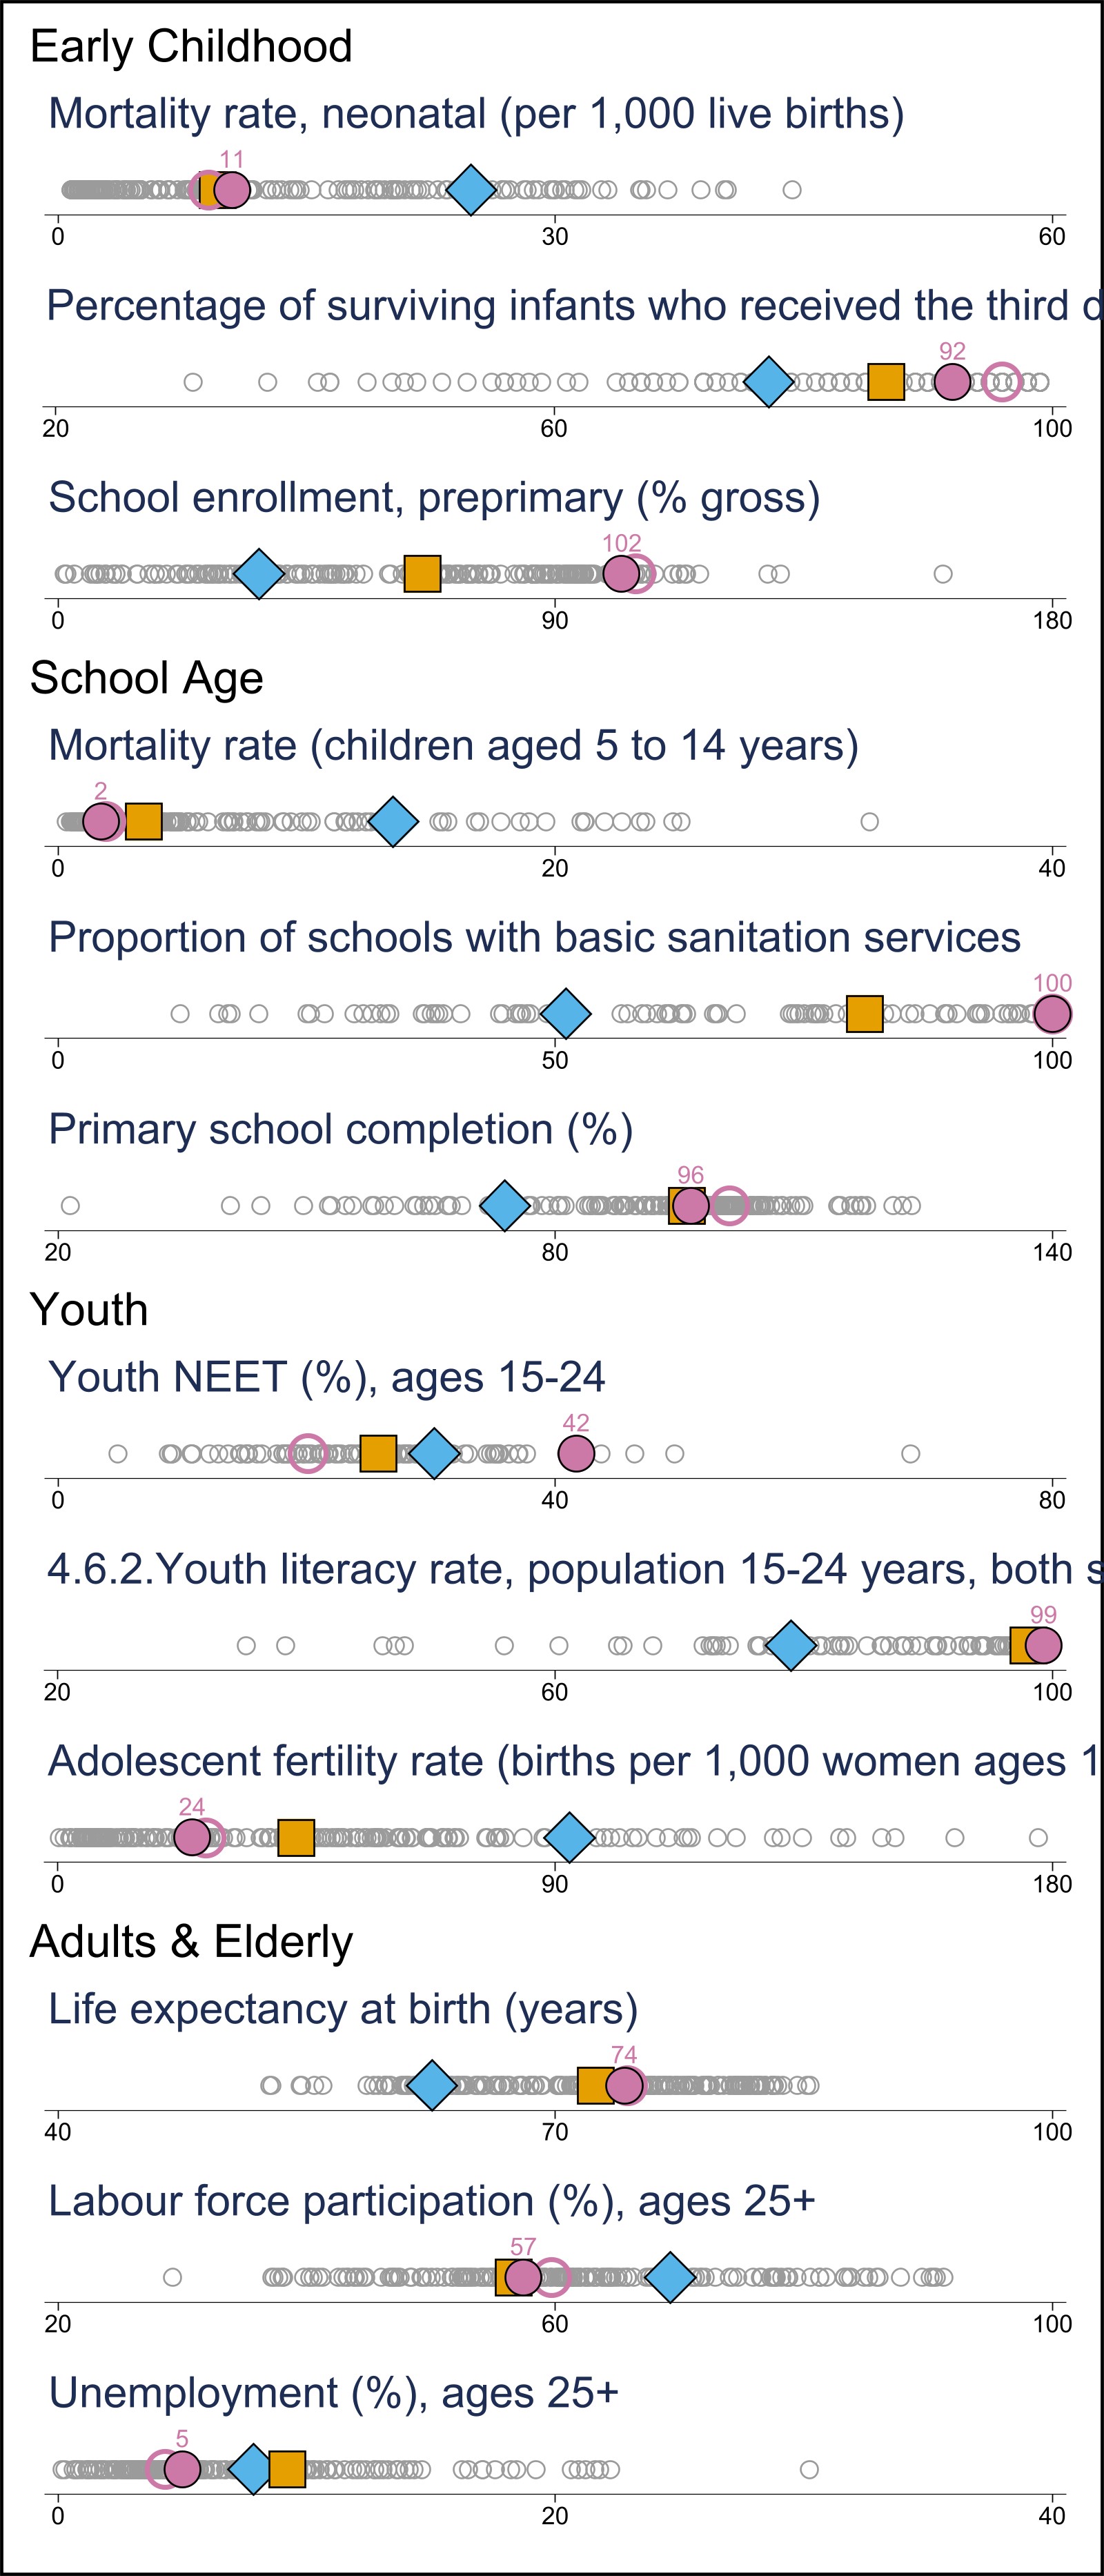 Early Childhood
Mortality rate, neonatal (per 1,000 live births)
11
0 30 60
Percentage of surviving infants who received the third d
92
20 60 100
School enrollment, preprimary (% gross)
102
0 90 180
School Age
Mortality rate (children aged 5 to 14 years)
2
0 20 40
Proportion of schools with basic sanitation services
100
0 50 100
Primary school completion (%)
96
20 80 140
Youth
Youth NEET (%), ages 15-24
42
0 40 80
4.6.2.Youth literacy rate, population 15-24 years, both s
99
20 60 100
Adolescent fertility rate (births per 1,000 women ages 1
24
0 90 180
Adults & Elderly
Life expectancy at birth (years)
74
40 70 100
Labour force participation (%), ages 25+
57
20 60 100
Unemployment (%), ages 25+
5
0 20 40